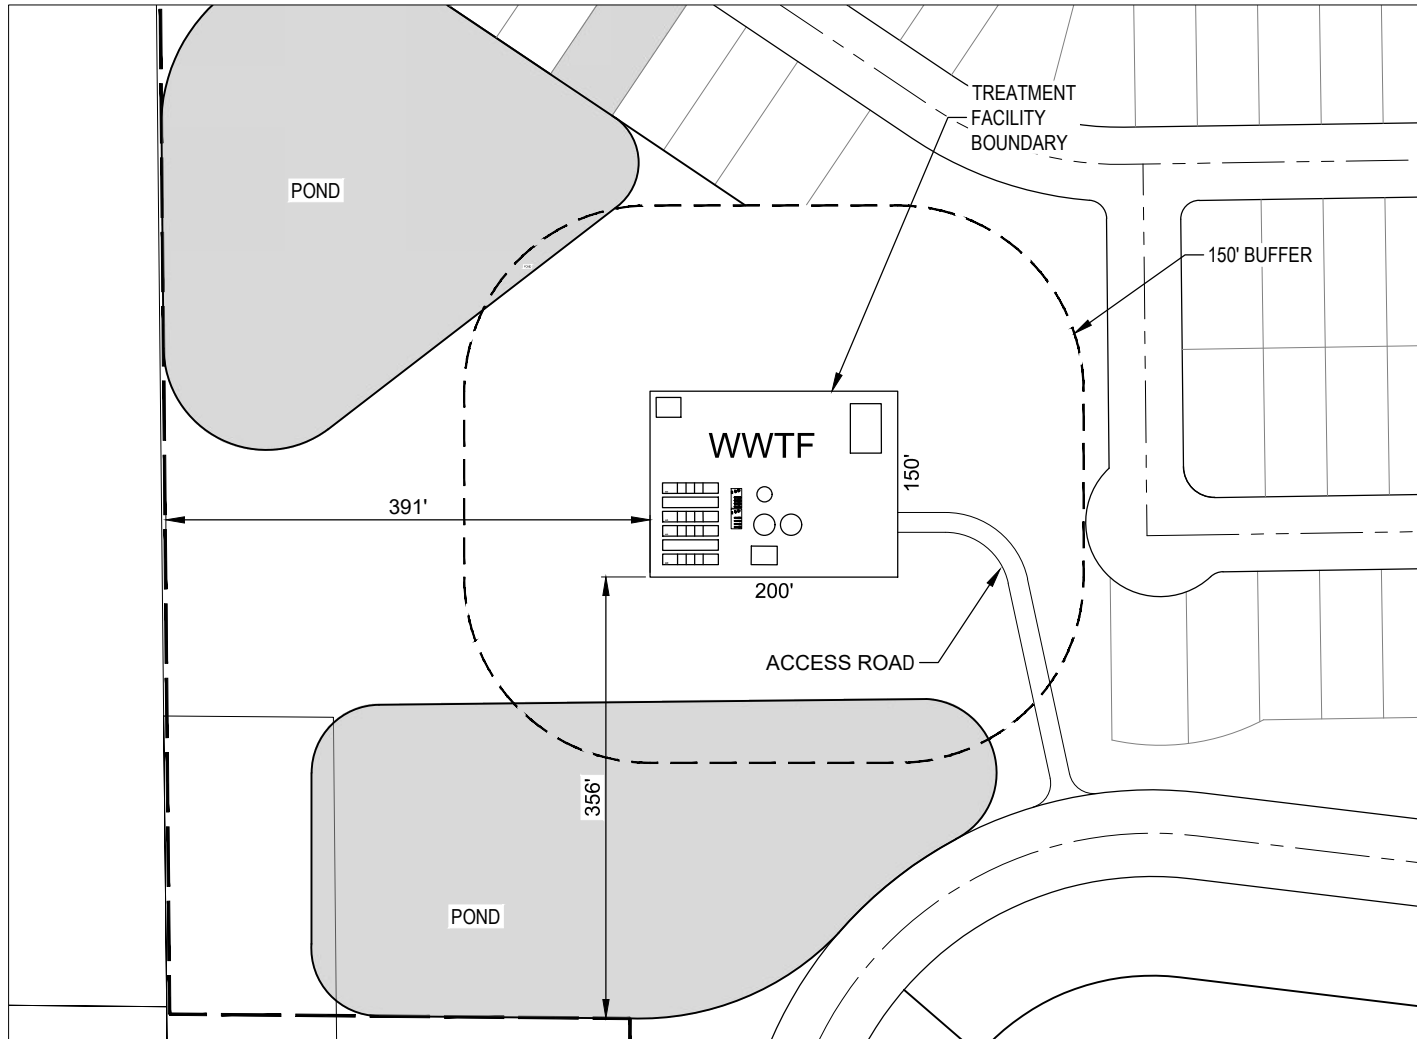 TREATMENT
FACILITY
BOUNDARY
POND
150' BUFFER
WWTF
150'
391'
200'
ACCESS ROAD
356'
POND